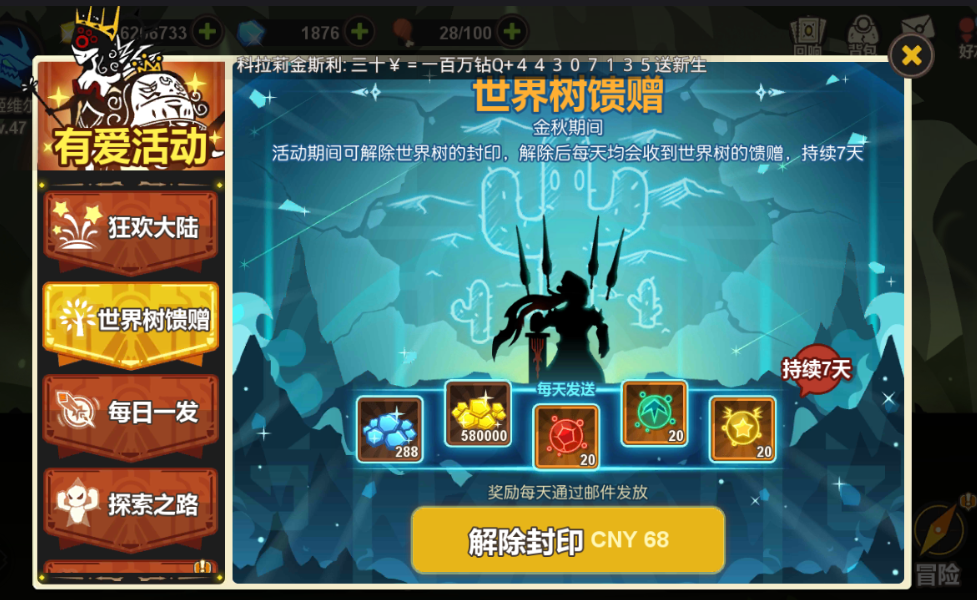 6206733
1876
28/100
回响
背包
科拉莉金斯利: 三十￥=一百万钻Q+4 4 3 0 7 1 3 5送新生
世界树馈赠
金秋期间
活动期间可解除世界树的封印，解除后每天均会收到世界树的馈赠，持续7天
有爱活动
狂欢大陆
世界树馈赠
每日一发
探索之路
持续7天
每天发送
288
580000
20
20
20
奖励每天通过邮件发放
解除封印 CNY 68
冒险